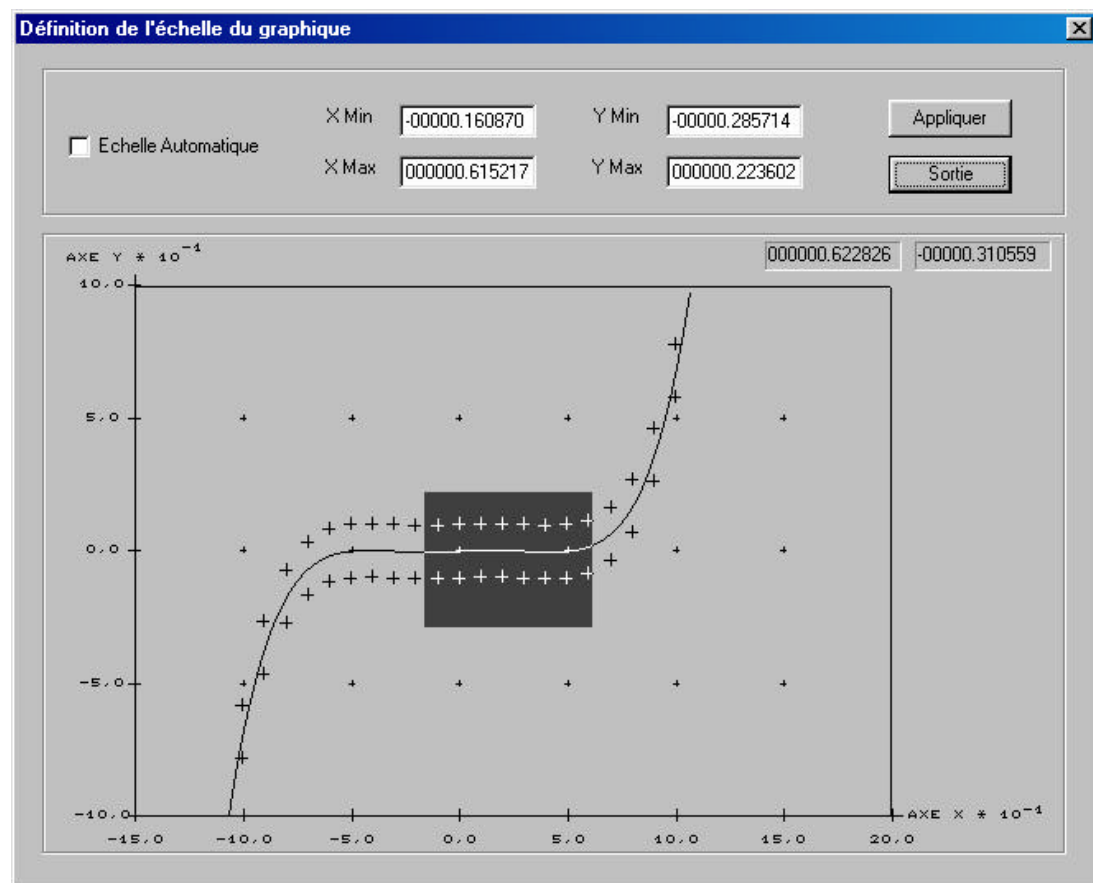 Définition de l'échelle du graphique
X Min -00000.160870 Y Min -00000.285714 Appliquer
Echelle Automatique
X Max 000000.615217 Y Max 000000.223602 Sortie
AXE Y * 10-1 000000.622826 -00000.310559
10,0
5,0
0,0
-5,0
-10,0 AXE X * 10-1
-15,0 -10,0 -5,0 0,0 5,0 10,0 15,0 20,0